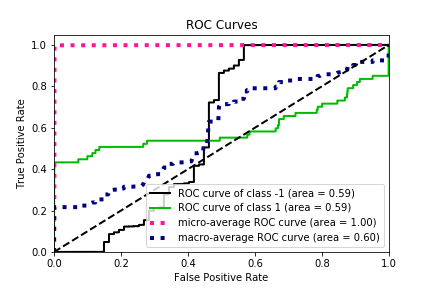 ROC Curves
True Positive Rate
1.0
0.8
0.6
0.4
0.2
0.0
ROC curve of class -1 (area = 0.59)
ROC curve of class 1 (area = 0.59)
micro-average ROC curve (area = 1.00)
macro-average ROC curve (area = 0.60)
0.0 0.2 0.4 0.6 0.8 1.0
False Positive Rate